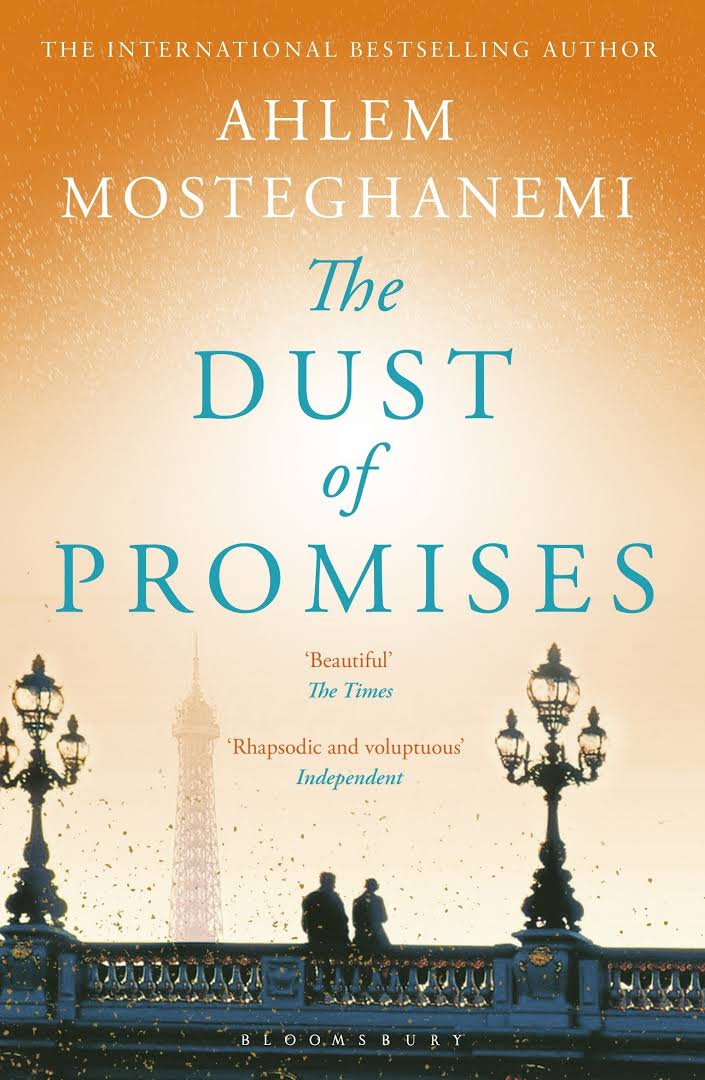 THE INTERNATIONAL BESTSELLING AUTHOR
AHLEM
MOSTEGHANEMI
The
DUST
of
PROMISES
‘Beautiful’
The Times
‘Rhapsodic and voluptuous’
Independent
BLOOMSBURY